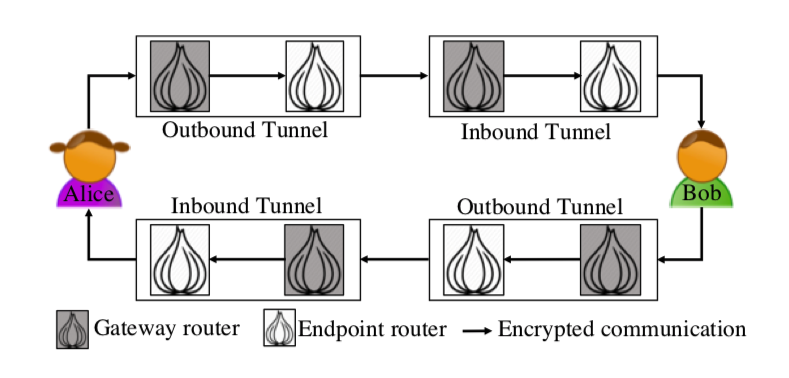 Outbound Tunnel
Inbound Tunnel
Alice
Bob
Inbound Tunnel
Outbound Tunnel
Gateway router
Endpoint router
Encrypted communication